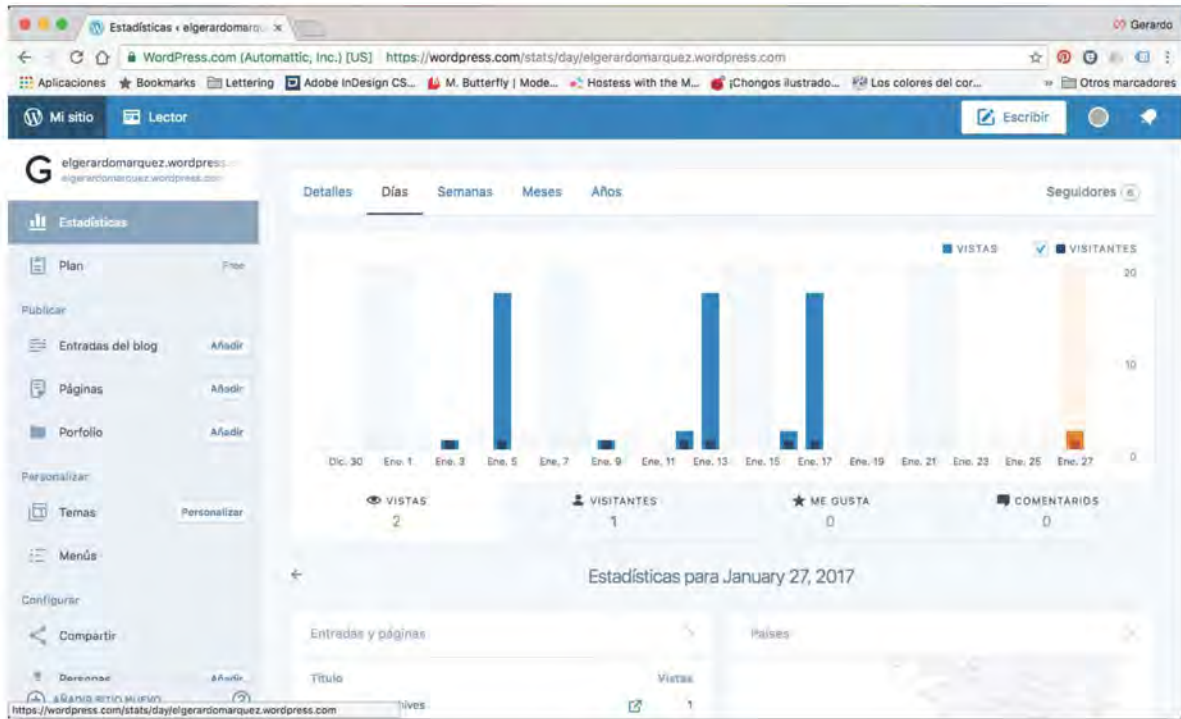 Estadísticas ‹ elgerardomarq
Gerardo
WordPress.com (Automattic, Inc.) [US] https://wordpress.com/stats/day/elgerardomarquez.wordpress.com
Aplicaciones Bookmarks Lettering Adobe InDesign CS... M. Butterfly | Mode... Hostess with the M... ¡Chongos ilustrado... Los colores del cor... » Otros marcadores
Mi sitio Lector Escribir
elgerardomarquez.wordpress.
elgerardomarquez.wordpress.com
Detalles Días Semanas Meses Años Seguidores 6
Estadísticas
VISTAS VISITANTES
Plan Free
20
Publicar
Entradas del blog Añadir
10
Páginas Añadir
Porfolio Añadir
0
Dic. 30 Ene. 1 Ene. 3 Ene. 5 Ene. 7 Ene. 9 Ene. 11 Ene. 13 Ene. 15 Ene. 17 Ene. 19 Ene. 21 Ene. 23 Ene. 25 Ene. 27
Personalizar
VISTAS VISITANTES ME GUSTA COMENTARIOS
2 1 0 0
Temas Personalizar
Menús
Estadísticas para January 27, 2017
Configurar
Compartir
Entradas y páginas Países
Personas Añadir
Título Vistas
AÑADIR SITIO NUEVO
https://wordpress.com/stats/day/elgerardomarquez.wordpress.com
hives 1